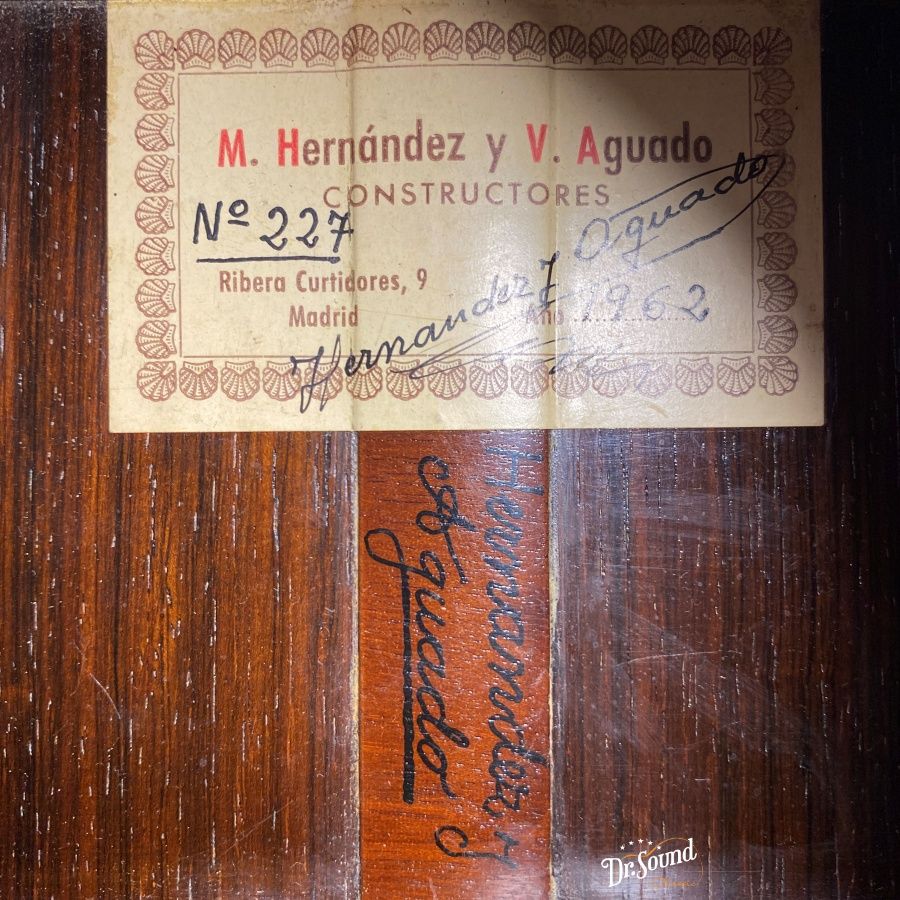 M. Hernández y V. Aguado
CONSTRUCTORES
Nº 227
Ribera Curtidores, 9
Madrid
Año 1962
Hernandez y Aguado
Hernandez y
Aguado
Dr. Sound